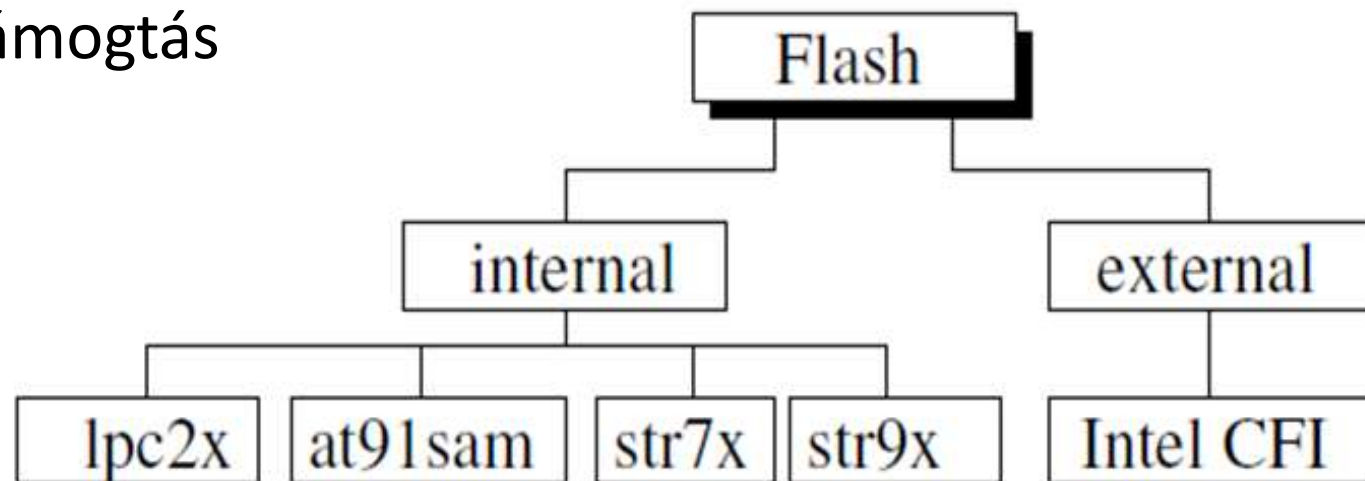 ámogtás
Flash
internal
external
lpc2x
at91sam
str7x
str9x
Intel CFI